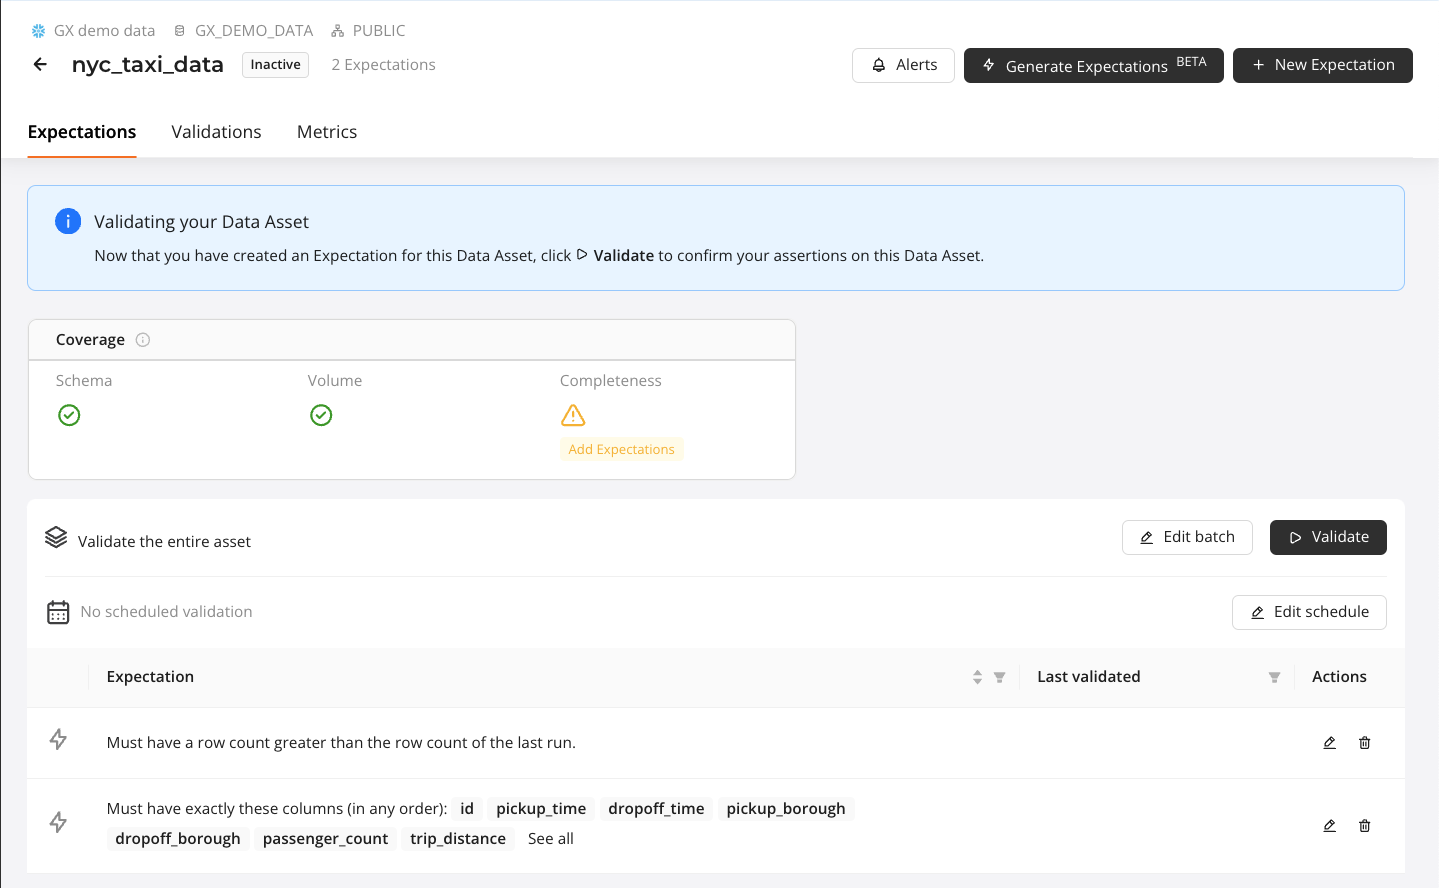 GX demo data GX_DEMO_DATA PUBLIC
nyc_taxi_data Inactive 2 Expectations Alerts Generate Expectations BETA New Expectation
Expectations Validations Metrics
Validating your Data Asset
Now that you have created an Expectation for this Data Asset, click Validate to confirm your assertions on this Data Asset.
Coverage
Schema Volume Completeness
Add Expectations
Validate the entire asset Edit batch Validate
No scheduled validation Edit schedule
Expectation Last validated Actions
Must have a row count greater than the row count of the last run.
Must have exactly these columns (in any order): id pickup_time dropoff_time pickup_borough
dropoff_borough passenger_count trip_distance See all